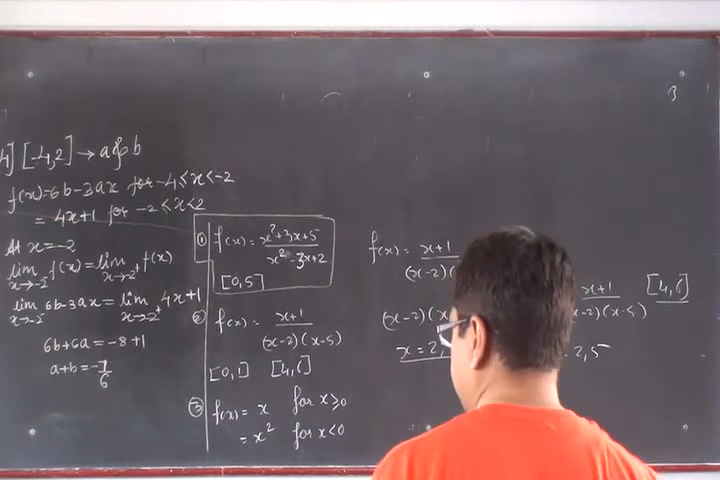 4] [-4,2] → a & b
f(x)=6b-3ax for -4≤x<-2
= 4x+1 for -2≤x≤2
At x=-2
lim x→-2⁻ f(x) = lim x→-2⁺ f(x)
lim x→-2⁻ 6b-3ax = lim x→-2⁺ 4x+1
6b+6a = -8+1
a+b = -7/6
① f(x) = x²+3x+5 / x²-3x+2
[0,5]
② f(x) = x+1 / (x-2)(x-5)
[0,1] [4,6]
③ f(x) = x for x≥0
= x² for x<0
f(x) = x+1 / (x-2)(
(x-2)(x
x = 2,
x+1 / x-2)(x-5) [4,6]
2,5
3